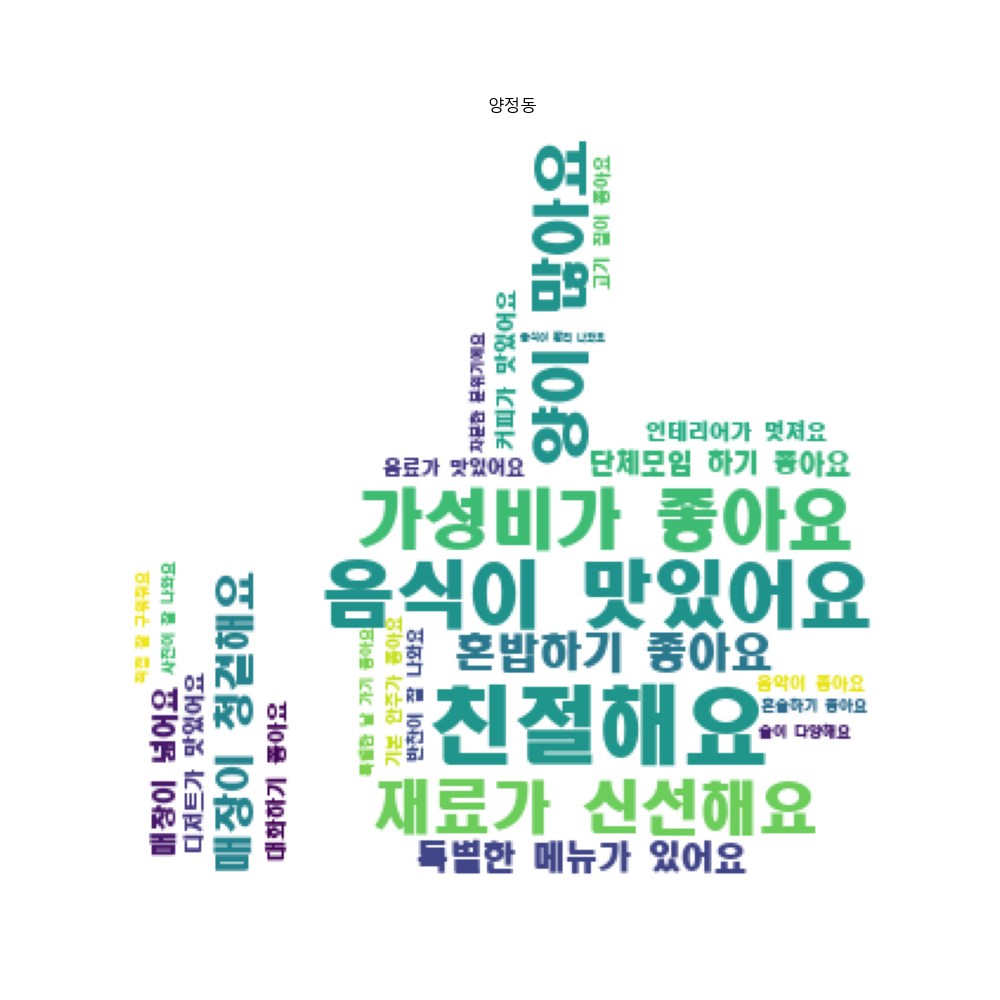 양정동
양이 많아요
고기 질이 좋아요
음식이 빨리 나와요
커피가 맛있어요
차분한 분위기에요
인테리어가 멋져요
음료가 맛있어요
단체모임 하기 좋아요
가성비가 좋아요
음식이 맛있어요
혼밥하기 좋아요
친절해요
음악이 좋아요
혼술하기 좋아요
술이 다양해요
재료가 신선해요
특별한 메뉴가 있어요
특별한 날 가기 좋아요
기본 안주가 좋아요
반찬이 잘 나와요
직접 잘 구워줘요
사진이 잘 나와요
매장이 넓어요
디저트가 맛있어요
매장이 청결해요
대화하기 좋아요